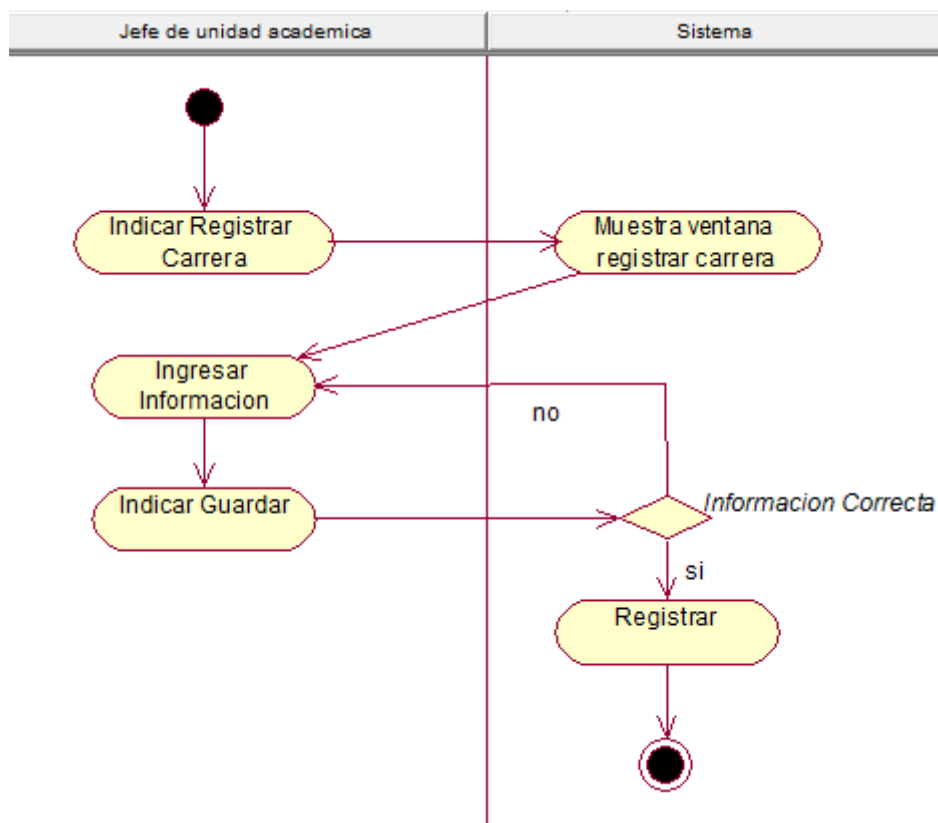 Jefe de unidad academica
Sistema
Indicar Registrar
Carrera
Muestra ventana
registrar carrera
Ingresar
Informacion
no
Indicar Guardar
Informacion Correcta
si
Registrar